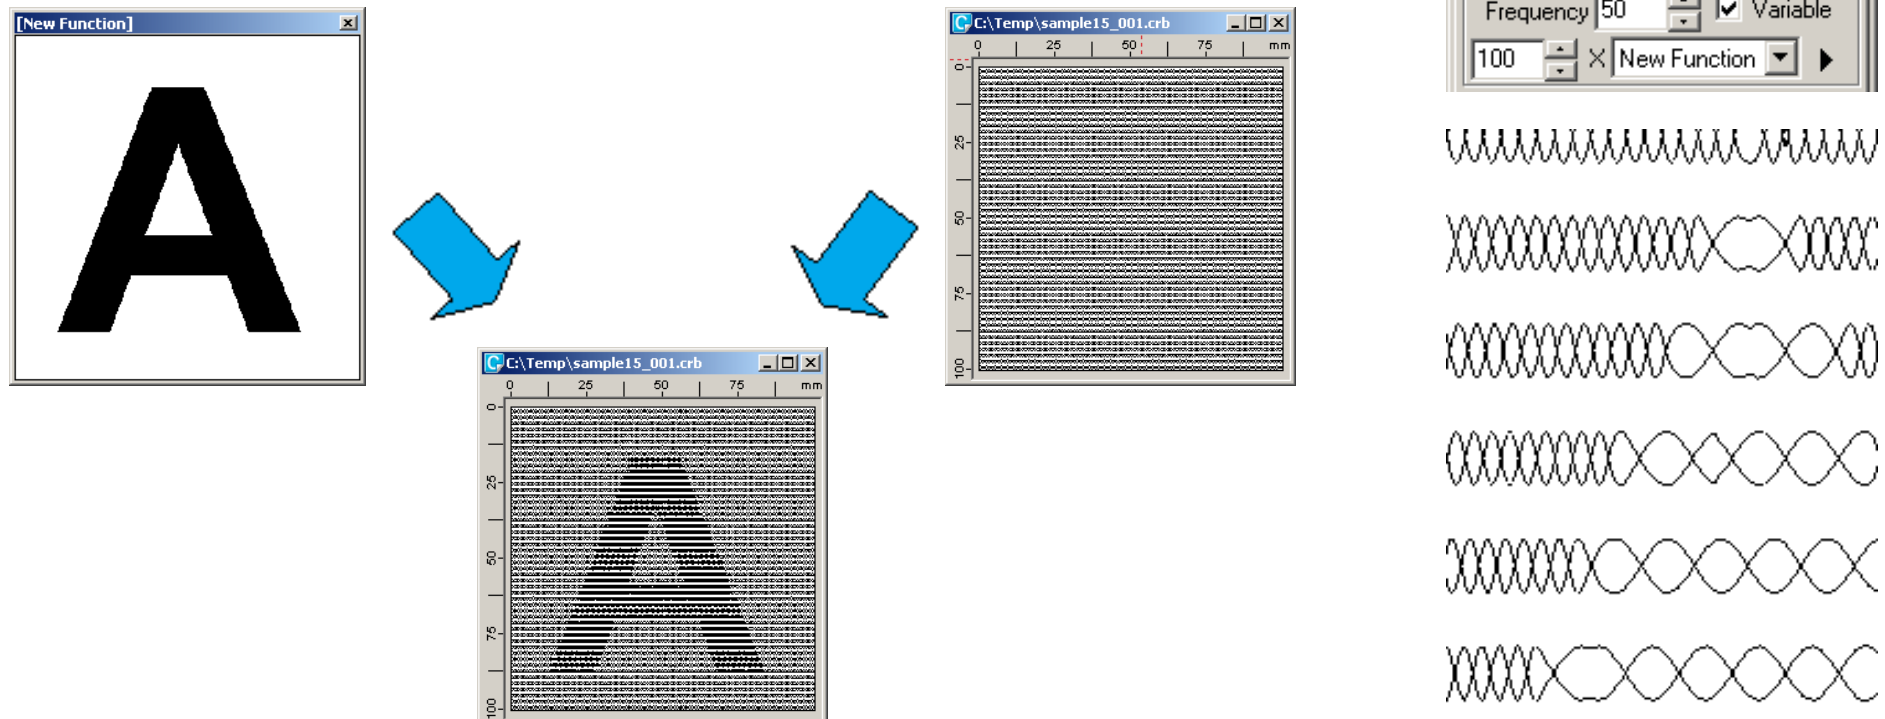 [New Function]
A
C:\Temp\sample15_001.crb
0 25 50 75 mm
0
25
50
75
100
C:\Temp\sample15_001.crb
0 25 50 75 mm
0
25
50
75
100
A
Frequency 50 Variable
100 X New Function